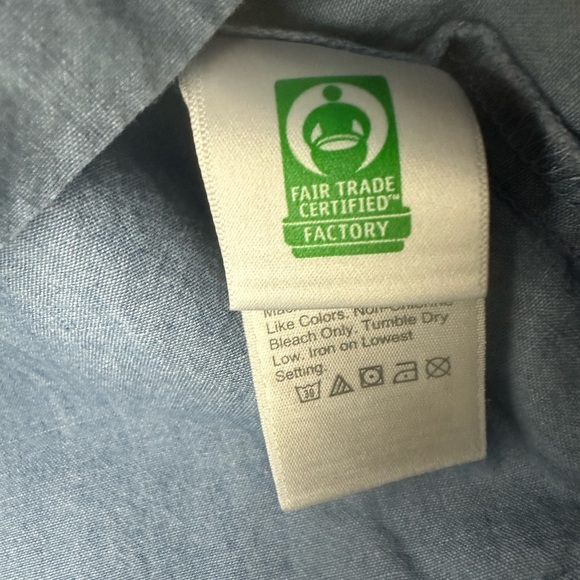 FAIR TRADE
CERTIFIED™
FACTORY
Like Colors. Non-Chlorine
Bleach Only. Tumble Dry
Low. Iron on Lowest
Setting.
30